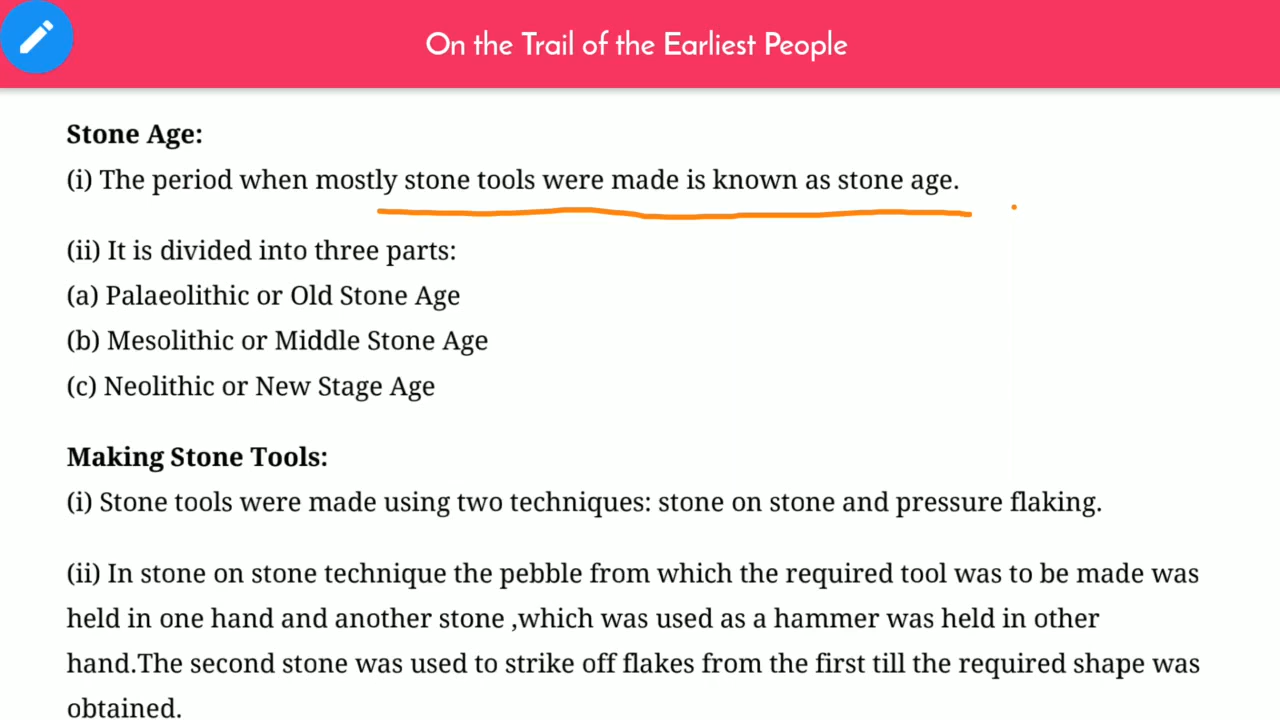 On the Trail of the Earliest People
Stone Age:
(i) The period when mostly stone tools were made is known as stone age.
(ii) It is divided into three parts:
(a) Palaeolithic or Old Stone Age
(b) Mesolithic or Middle Stone Age
(c) Neolithic or New Stage Age
Making Stone Tools:
(i) Stone tools were made using two techniques: stone on stone and pressure flaking.
(ii) In stone on stone technique the pebble from which the required tool was to be made was
held in one hand and another stone ,which was used as a hammer was held in other
hand.The second stone was used to strike off flakes from the first till the required shape was
obtained.